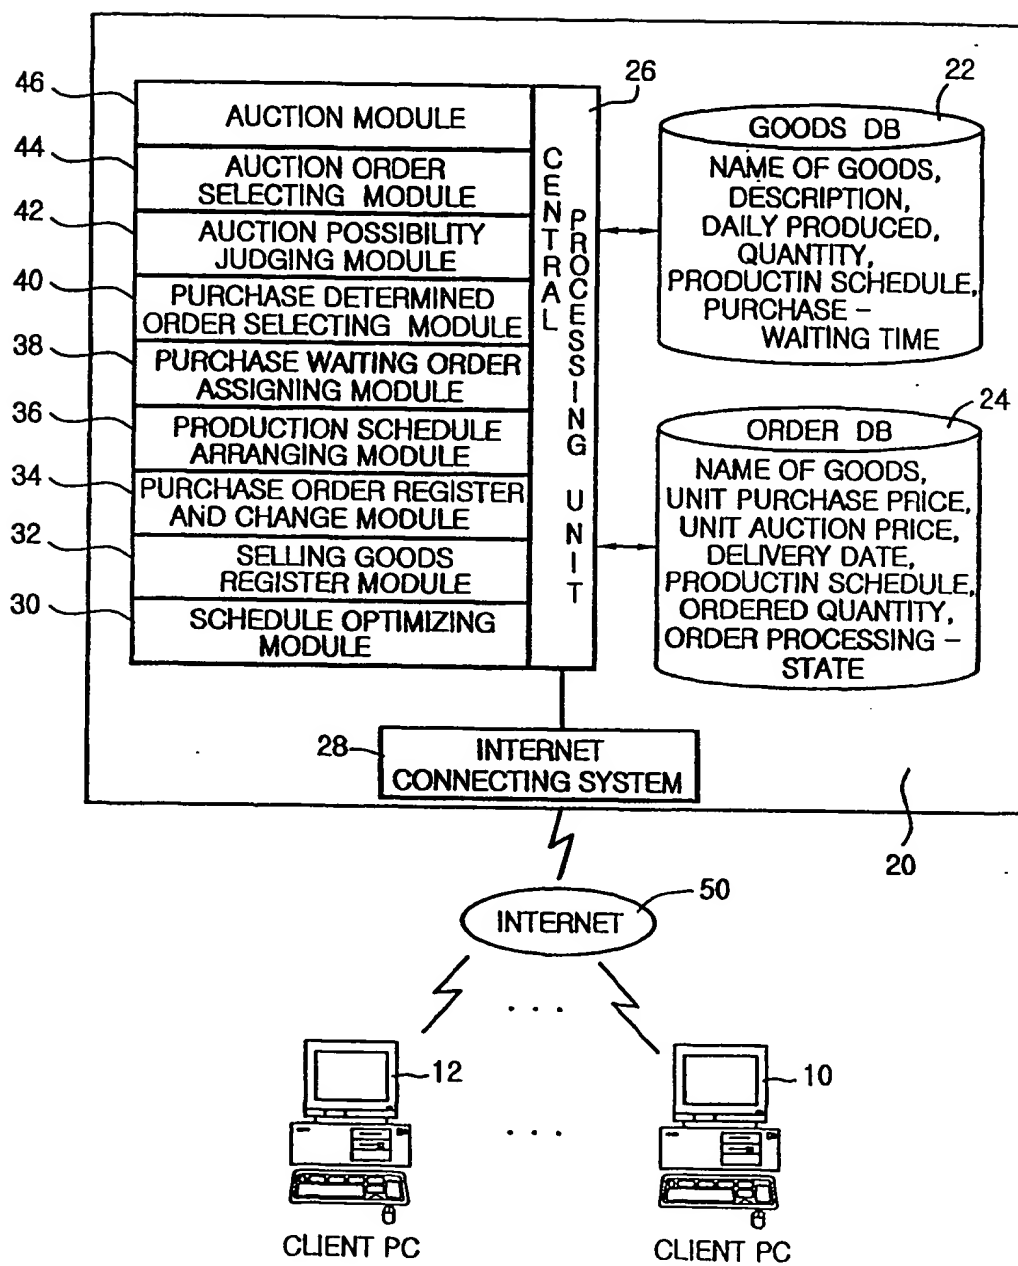 46
AUCTION MODULE
44
AUCTION ORDER
SELECTING MODULE
42
AUCTION POSSIBILITY
JUDGING MODULE
40
PURCHASE DETERMINED
ORDER SELECTING MODULE
38
PURCHASE WAITING ORDER
ASSIGNING MODULE
36
PRODUCTION SCHEDULE
ARRANGING MODULE
34
PURCHASE ORDER REGISTER
AND CHANGE MODULE
32
SELLING GOODS
REGISTER MODULE
30
SCHEDULE OPTIMIZING
MODULE
26
CENTRAL
PROCESSING UNIT
22
GOODS DB
NAME OF GOODS,
DESCRIPTION,
DAILY PRODUCED,
QUANTITY,
PRODUCTIN SCHEDULE,
PURCHASE -
WAITING TIME
24
ORDER DB
NAME OF GOODS,
UNIT PURCHASE PRICE,
UNIT AUCTION PRICE,
DELIVERY DATE,
PRODUCTIN SCHEDULE,
ORDERED QUANTITY,
ORDER PROCESSING -
STATE
28
INTERNET
CONNECTING SYSTEM
20
50
INTERNET
. . .
12
10
. . .
CLIENT PC
CLIENT PC